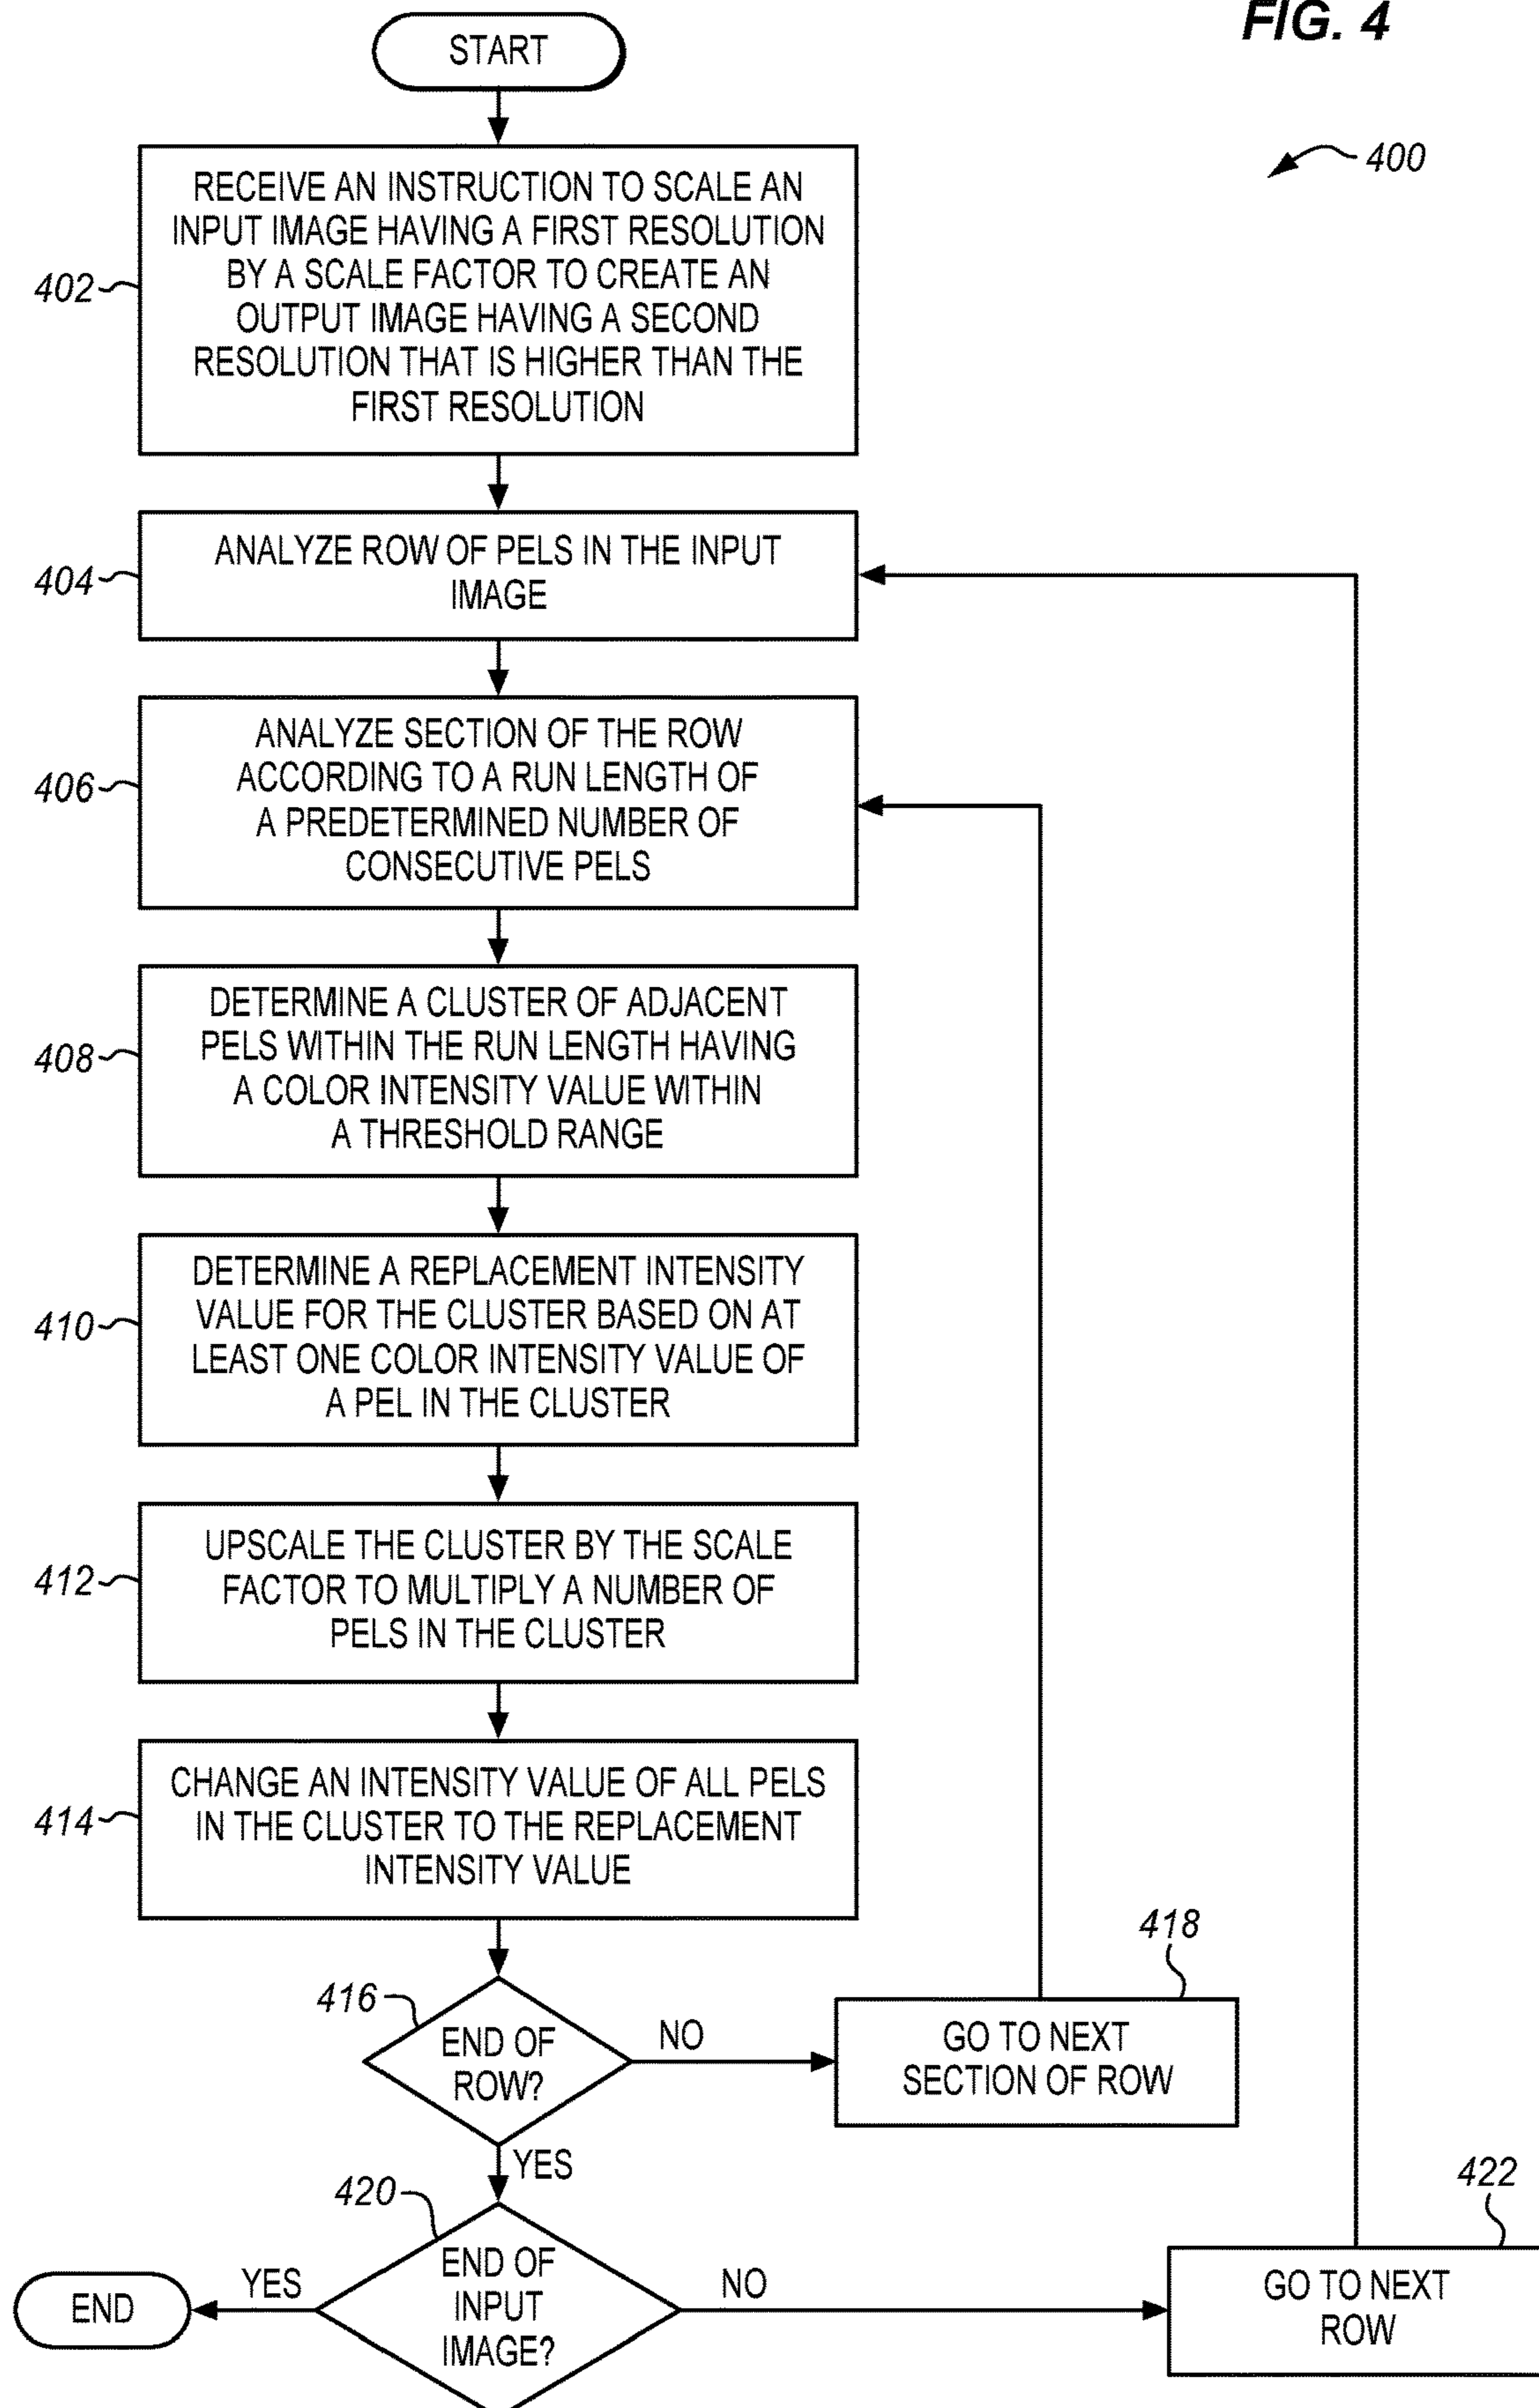 FIG. 4
START
400
RECEIVE AN INSTRUCTION TO SCALE AN
INPUT IMAGE HAVING A FIRST RESOLUTION
BY A SCALE FACTOR TO CREATE AN
OUTPUT IMAGE HAVING A SECOND
RESOLUTION THAT IS HIGHER THAN THE
FIRST RESOLUTION
402
ANALYZE ROW OF PELS IN THE INPUT
IMAGE
404
ANALYZE SECTION OF THE ROW
ACCORDING TO A RUN LENGTH OF
A PREDETERMINED NUMBER OF
CONSECUTIVE PELS
406
DETERMINE A CLUSTER OF ADJACENT
PELS WITHIN THE RUN LENGTH HAVING
A COLOR INTENSITY VALUE WITHIN
A THRESHOLD RANGE
408
DETERMINE A REPLACEMENT INTENSITY
VALUE FOR THE CLUSTER BASED ON AT
LEAST ONE COLOR INTENSITY VALUE OF
A PEL IN THE CLUSTER
410
UPSCALE THE CLUSTER BY THE SCALE
FACTOR TO MULTIPLY A NUMBER OF
PELS IN THE CLUSTER
412
CHANGE AN INTENSITY VALUE OF ALL PELS
IN THE CLUSTER TO THE REPLACEMENT
INTENSITY VALUE
414
416
END OF
ROW?
NO
418
GO TO NEXT
SECTION OF ROW
YES
420
END OF
INPUT
IMAGE?
YES
END
NO
422
GO TO NEXT
ROW